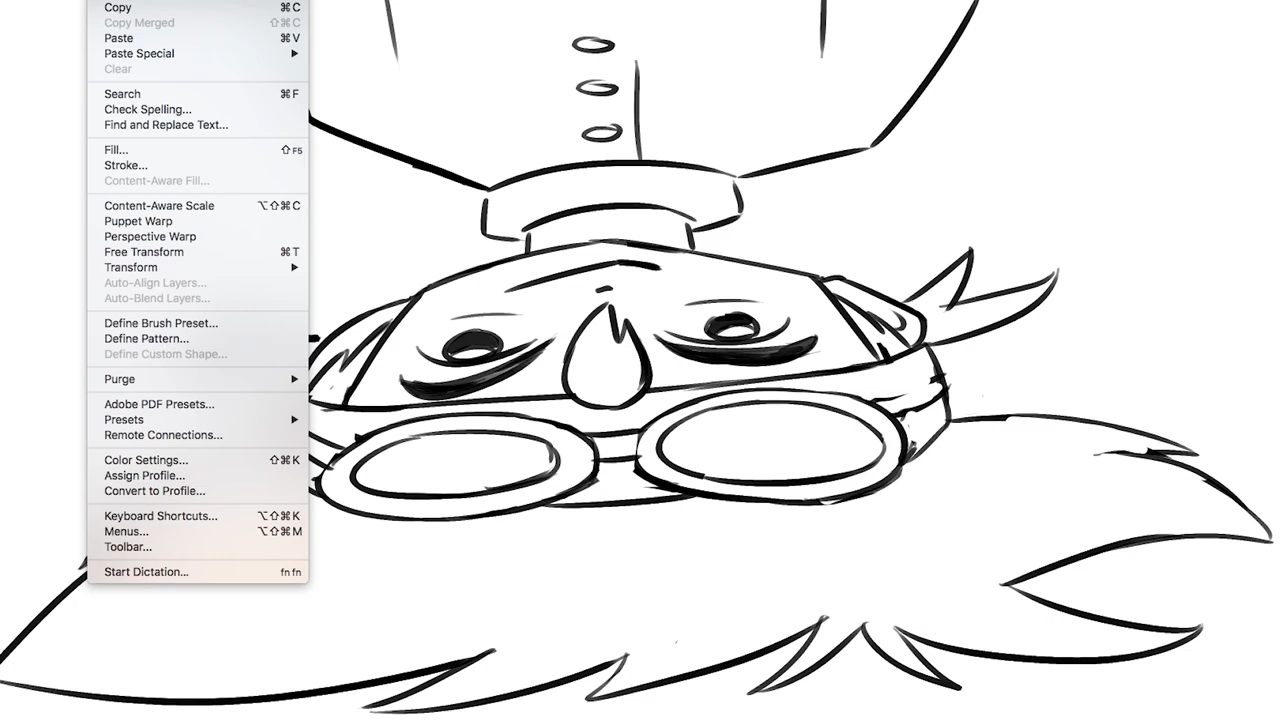 Copy ⌘C
Copy Merged ⇧⌘C
Paste ⌘V
Paste Special
Clear
Search ⌘F
Check Spelling...
Find and Replace Text...
Fill... ⇧F5
Stroke...
Content-Aware Fill...
Content-Aware Scale ⌥⇧⌘C
Puppet Warp
Perspective Warp
Free Transform ⌘T
Transform
Auto-Align Layers...
Auto-Blend Layers...
Define Brush Preset...
Define Pattern...
Define Custom Shape...
Purge
Adobe PDF Presets...
Presets
Remote Connections...
Color Settings... ⇧⌘K
Assign Profile...
Convert to Profile...
Keyboard Shortcuts... ⌥⇧⌘K
Menus... ⌥⇧⌘M
Toolbar...
Start Dictation... fn fn